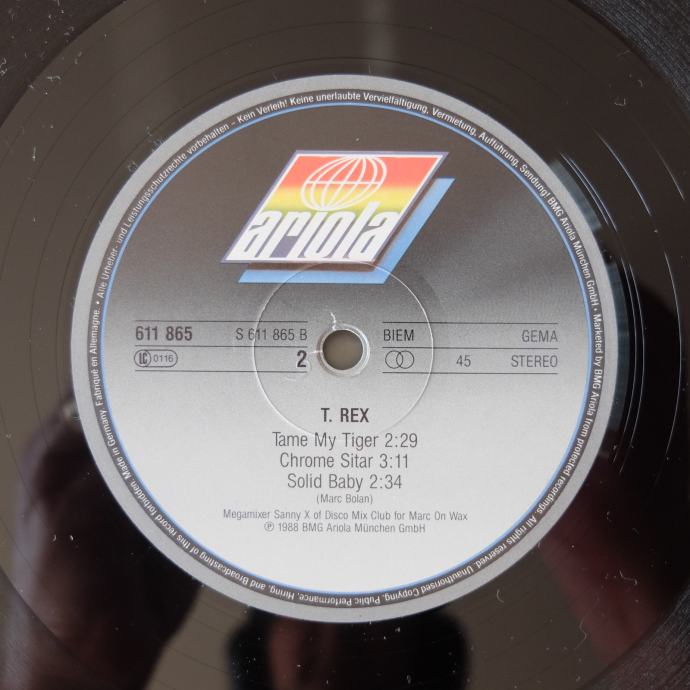 Alle Urheber- und Leistungsschutzrechte vorbehalten - Kein Verleih! Keine unerlaubte Vervielfältigung, Vermietung, Aufführung, Sendung! BMG Ariola München GmbH • Marketed by BMG Ariola from protected recordings. All rights reserved. Unauthorised Copying, Public Performance, Hiring, and Broadcasting of this record forbidden. Made in Germany. Fabriqué en Allemagne. •
ariola
611 865 S 611 865 B BIEM GEMA
LC 0116 2 45 STEREO
T. REX
Tame My Tiger 2:29
Chrome Sitar 3:11
Solid Baby 2:34
(Marc Bolan)
Megamixer Sanny X of Disco Mix Club for Marc On Wax
℗ 1988 BMG Ariola München GmbH